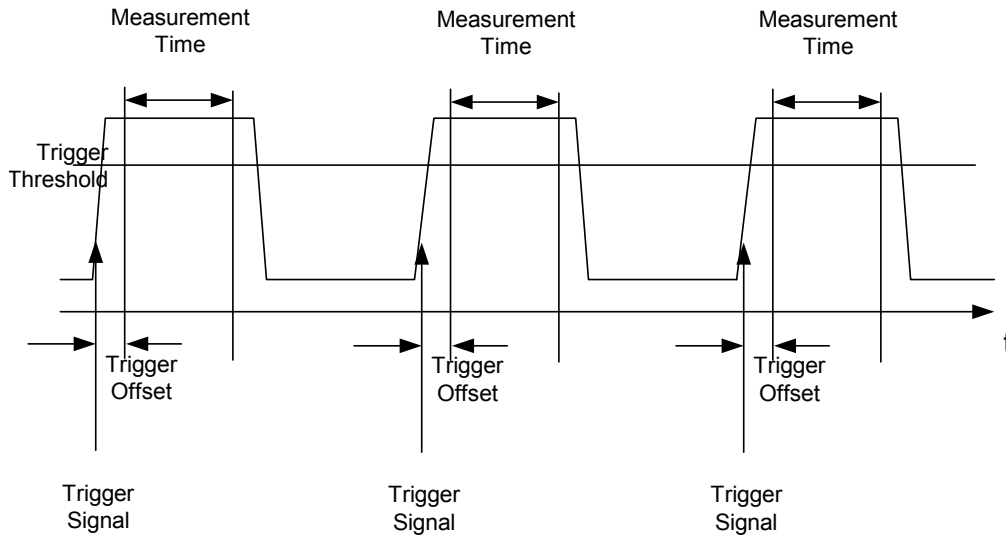 Measurement
Time
Measurement
Time
Measurement
Time
Trigger
Threshold
t
Trigger
Offset
Trigger
Offset
Trigger
Offset
Trigger
Signal
Trigger
Signal
Trigger
Signal